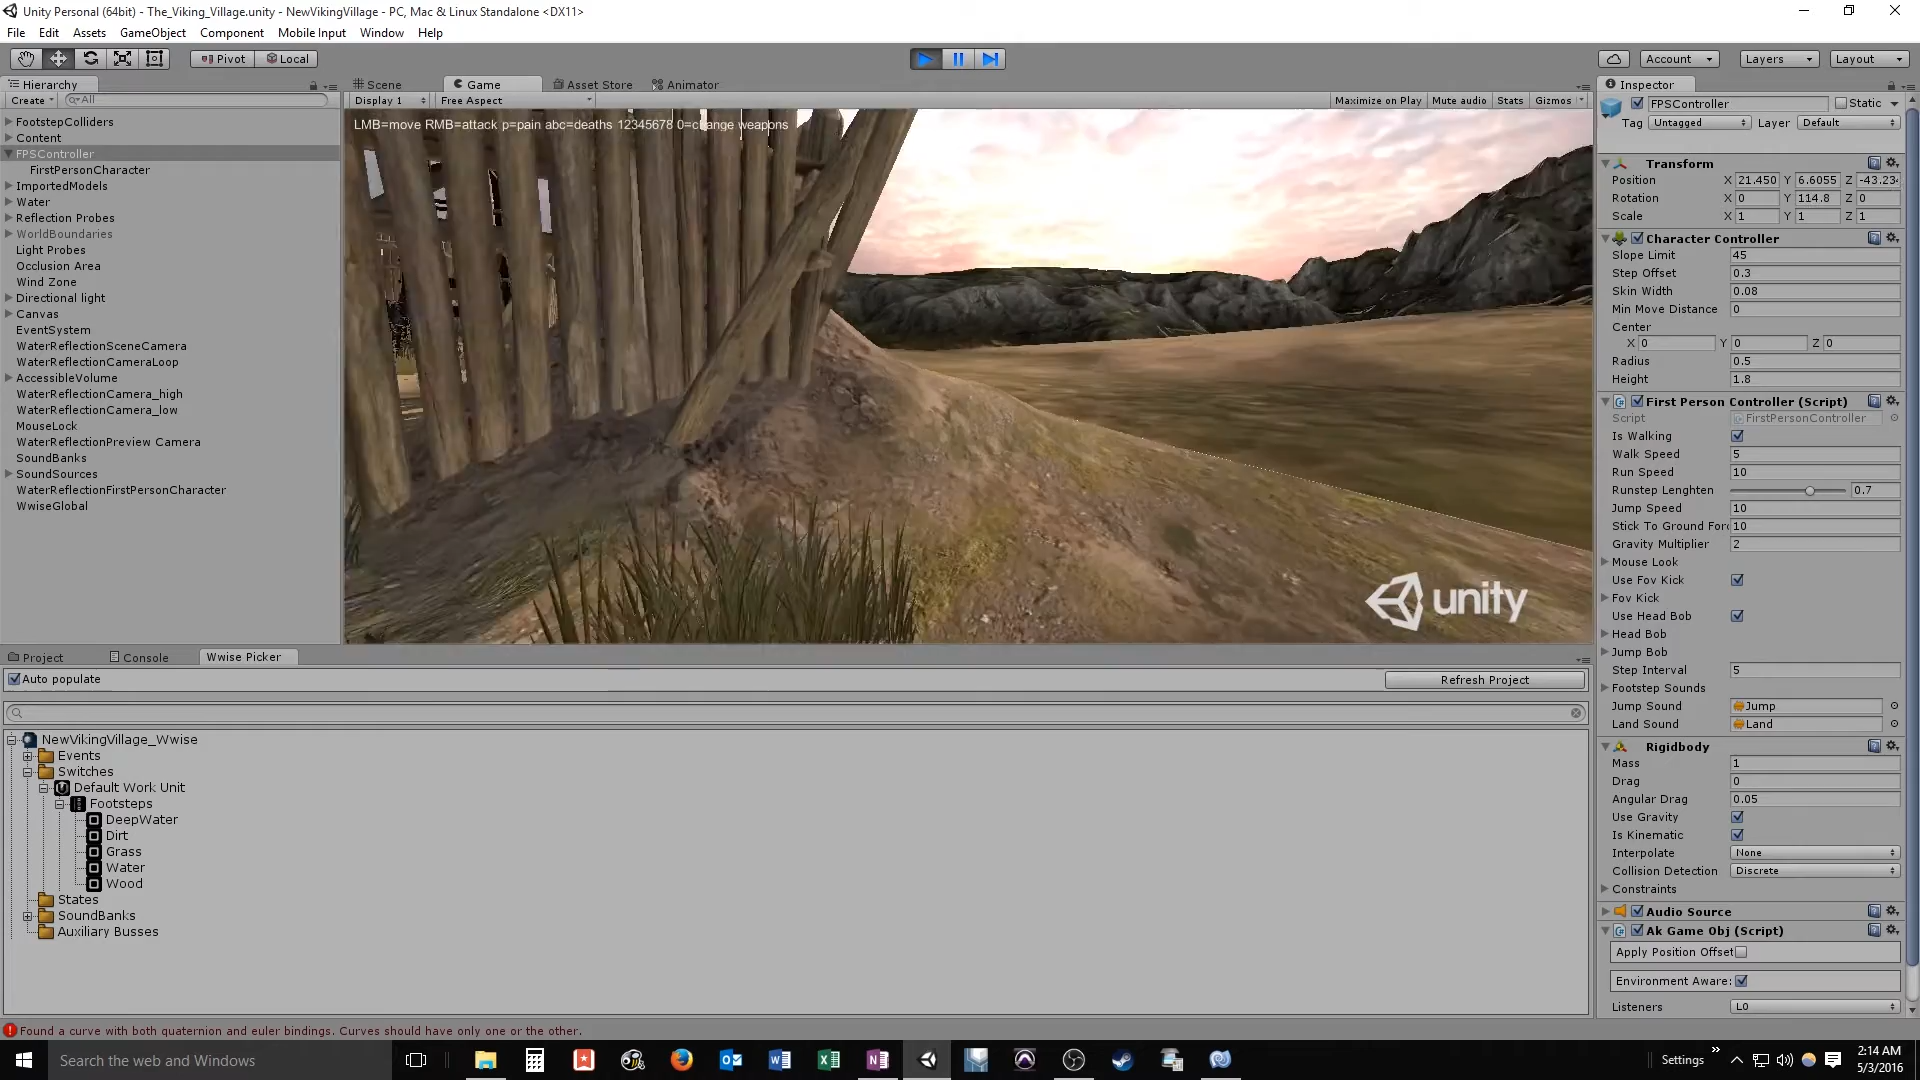 Unity Personal (64bit) - The_Viking_Village.unity - NewVikingVillage - PC, Mac & Linux Standalone <DX11>
File Edit Assets GameObject Component Mobile Input Window Help
Pivot Local Account Layers Layout
Hierarchy
Create All
FootstepColliders
Content
FPSController
FirstPersonCharacter
ImportedModels
Water
Reflection Probes
WorldBoundaries
Light Probes
Occlusion Area
Wind Zone
Directional light
Canvas
EventSystem
WaterReflectionSceneCamera
WaterReflectionCameraLoop
AccessibleVolume
WaterReflectionCamera_high
WaterReflectionCamera_low
MouseLock
WaterReflectionPreview Camera
SoundBanks
SoundSources
WaterReflectionFirstPersonCharacter
WwiseGlobal
Scene Game Asset Store Animator
Display 1 Free Aspect Maximize on Play Mute audio Stats Gizmos
LMB=move RMB=attack p=pain abc=deaths 12345678 0=change weapons
unity
Inspector
FPSController Static
Tag Untagged Layer Default
Transform
Position X 21.450 Y 6.6055 Z -43.234
Rotation X 0 Y 114.8 Z 0
Scale X 1 Y 1 Z 1
Character Controller
Slope Limit 45
Step Offset 0.3
Skin Width 0.08
Min Move Distance 0
Center
X 0 Y 0 Z 0
Radius 0.5
Height 1.8
First Person Controller (Script)
Script FirstPersonController
Is Walking
Walk Speed 5
Run Speed 10
Runstep Lenghten 0.7
Jump Speed 10
Stick To Ground For 10
Gravity Multiplier 2
Mouse Look
Use Fov Kick
Fov Kick
Use Head Bob
Head Bob
Jump Bob
Step Interval 5
Footstep Sounds
Jump Sound Jump
Land Sound Land
Rigidbody
Mass 1
Drag 0
Angular Drag 0.05
Use Gravity
Is Kinematic
Interpolate None
Collision Detection Discrete
Constraints
Audio Source
Ak Game Obj (Script)
Apply Position Offset
Environment Aware:
Listeners L0
Project Console Wwise Picker
Auto populate Refresh Project
NewVikingVillage_Wwise
Events
Switches
Default Work Unit
Footsteps
DeepWater
Dirt
Grass
Water
Wood
States
SoundBanks
Auxiliary Busses
Found a curve with both quaternion and euler bindings. Curves should have only one or the other.
Search the web and Windows
Settings
2:14 AM
5/3/2016